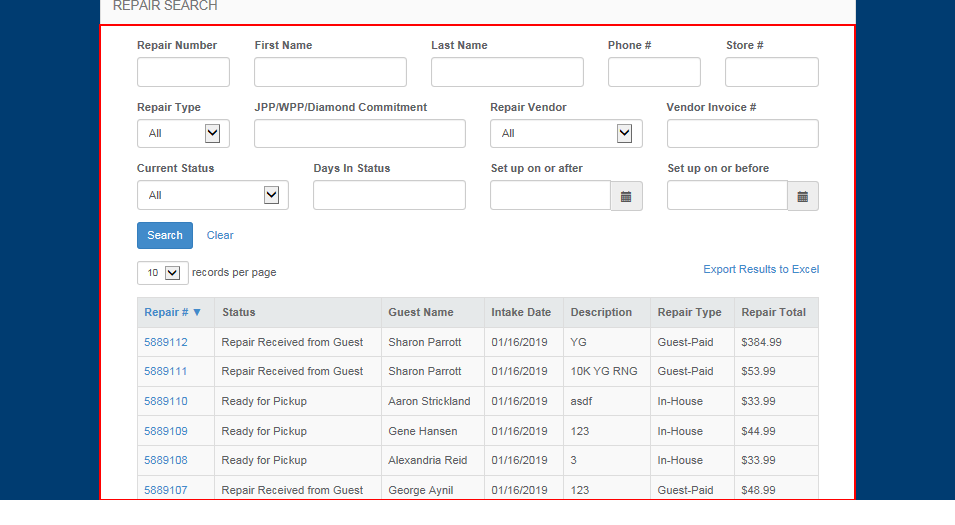 REPAIR SEARCH
Repair Number First Name Last Name Phone # Store #
Repair Type JPP/WPP/Diamond Commitment Repair Vendor Vendor Invoice #
All All
Current Status Days In Status Set up on or after Set up on or before
All
Search Clear
10 records per page Export Results to Excel
Repair # ▼ Status Guest Name Intake Date Description Repair Type Repair Total
5889112 Repair Received from Guest Sharon Parrott 01/16/2019 YG Guest-Paid $384.99
5889111 Repair Received from Guest Sharon Parrott 01/16/2019 10K YG RNG Guest-Paid $53.99
5889110 Ready for Pickup Aaron Strickland 01/16/2019 asdf In-House $33.99
5889109 Ready for Pickup Gene Hansen 01/16/2019 123 In-House $44.99
5889108 Ready for Pickup Alexandria Reid 01/16/2019 3 In-House $33.99
5889107 Repair Received from Guest George Aynil 01/16/2019 123 Guest-Paid $48.99